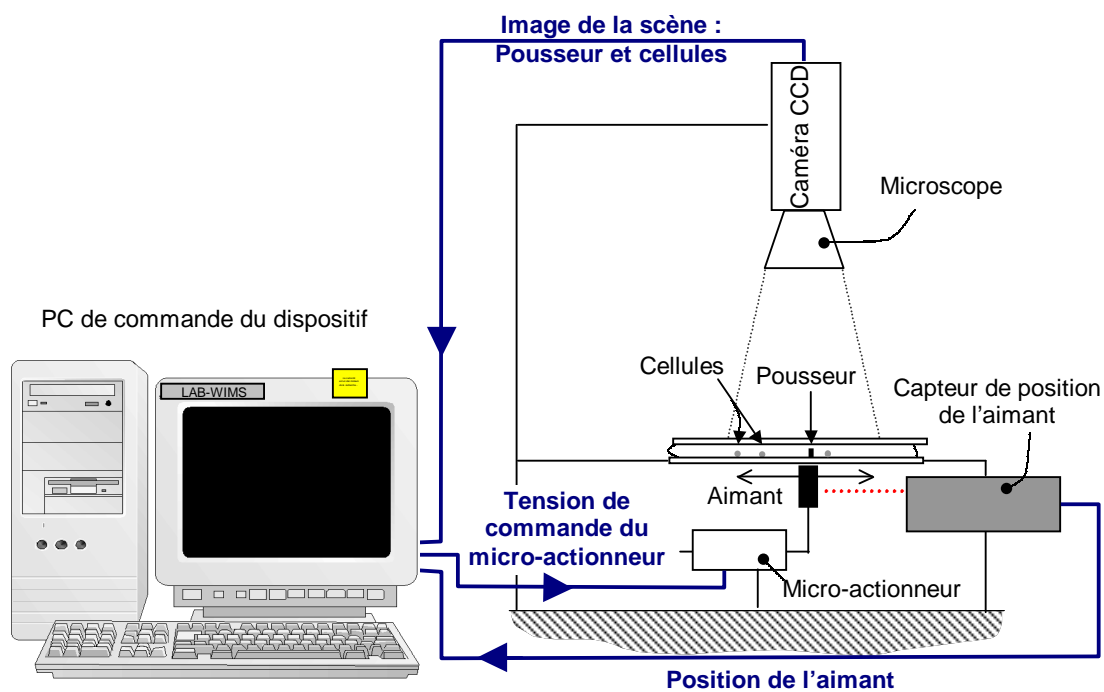 Image de la scène :
Pousseur et cellules
Caméra CCD
Microscope
PC de commande du dispositif
LAB-WIMS
Cellules
Pousseur
Capteur de position
de l'aimant
Aimant
Tension de
commande du
micro-actionneur
Micro-actionneur
Position de l'aimant